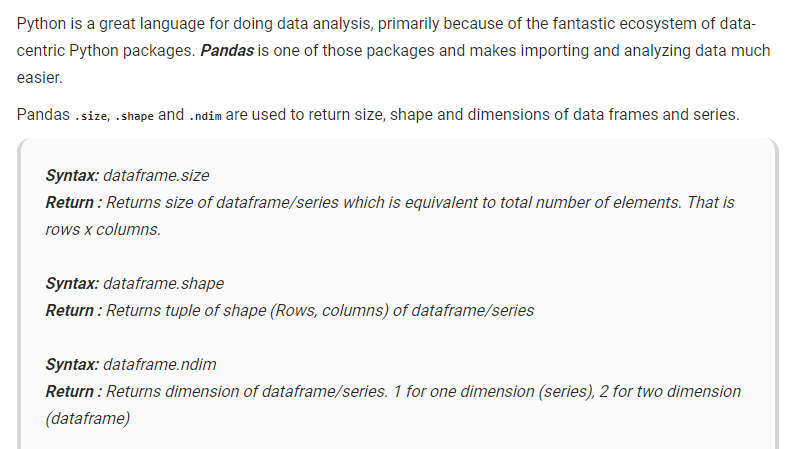 Python is a great language for doing data analysis, primarily because of the fantastic ecosystem of data-
centric Python packages. Pandas is one of those packages and makes importing and analyzing data much
easier.
Pandas .size, .shape and .ndim are used to return size, shape and dimensions of data frames and series.
Syntax: dataframe.size
Return : Returns size of dataframe/series which is equivalent to total number of elements. That is
rows x columns.
Syntax: dataframe.shape
Return : Returns tuple of shape (Rows, columns) of dataframe/series
Syntax: dataframe.ndim
Return : Returns dimension of dataframe/series. 1 for one dimension (series), 2 for two dimension
(dataframe)